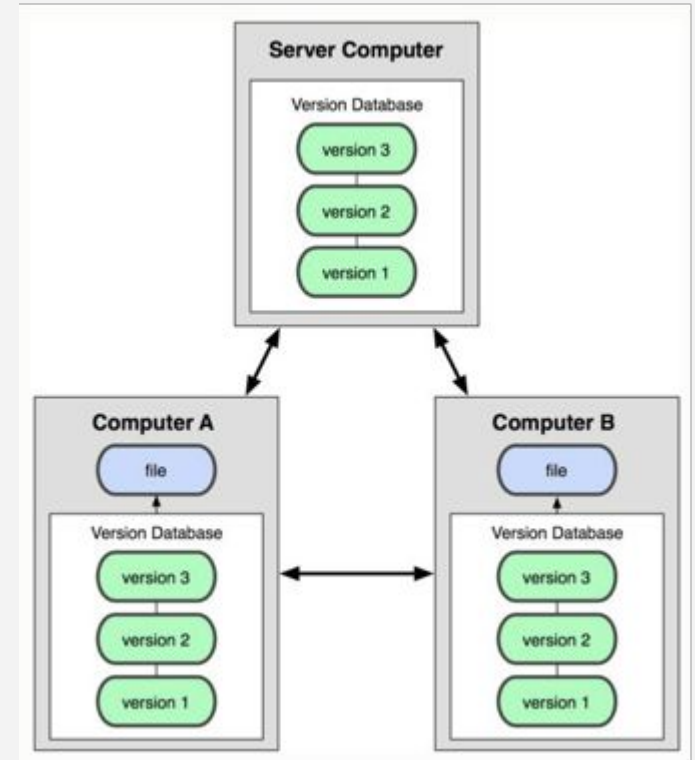 Server Computer
Version Database
version 3
version 2
version 1
Computer A
file
Version Database
version 3
version 2
version 1
Computer B
file
Version Database
version 3
version 2
version 1